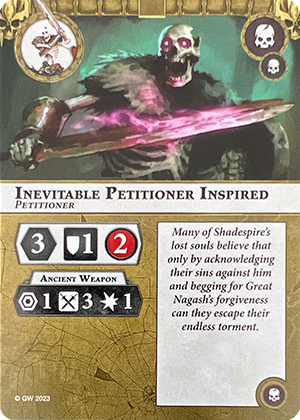 INEVITABLE PETITIONER INSPIRED
PETITIONER
3 1 2
ANCIENT WEAPON
1 3 1
Many of Shadespire's
lost souls believe that
only by acknowledging
their sins against him
and begging for Great
Nagash's forgiveness
can they escape their
endless torment.
© GW 2023